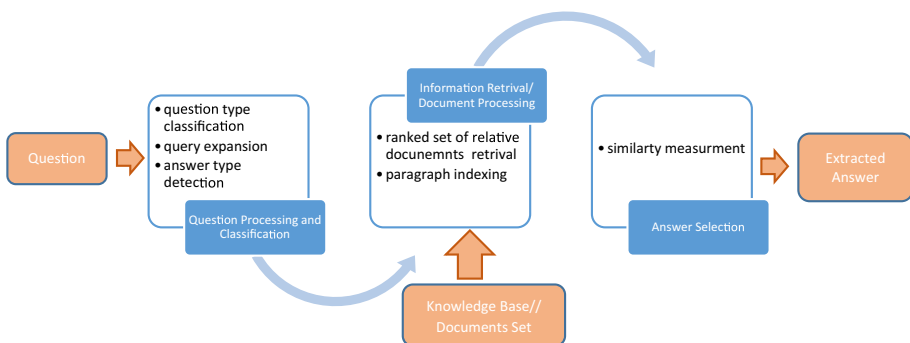 Question
• question type
classification
• query expansion
• answer type
detection
Question Processing and
Classification
Information Retrival/
Document Processing
• ranked set of relative
docunemnts retrival
• paragraph indexing
Knowledge Base//
Documents Set
• similarty measurment
Answer Selection
Extracted
Answer